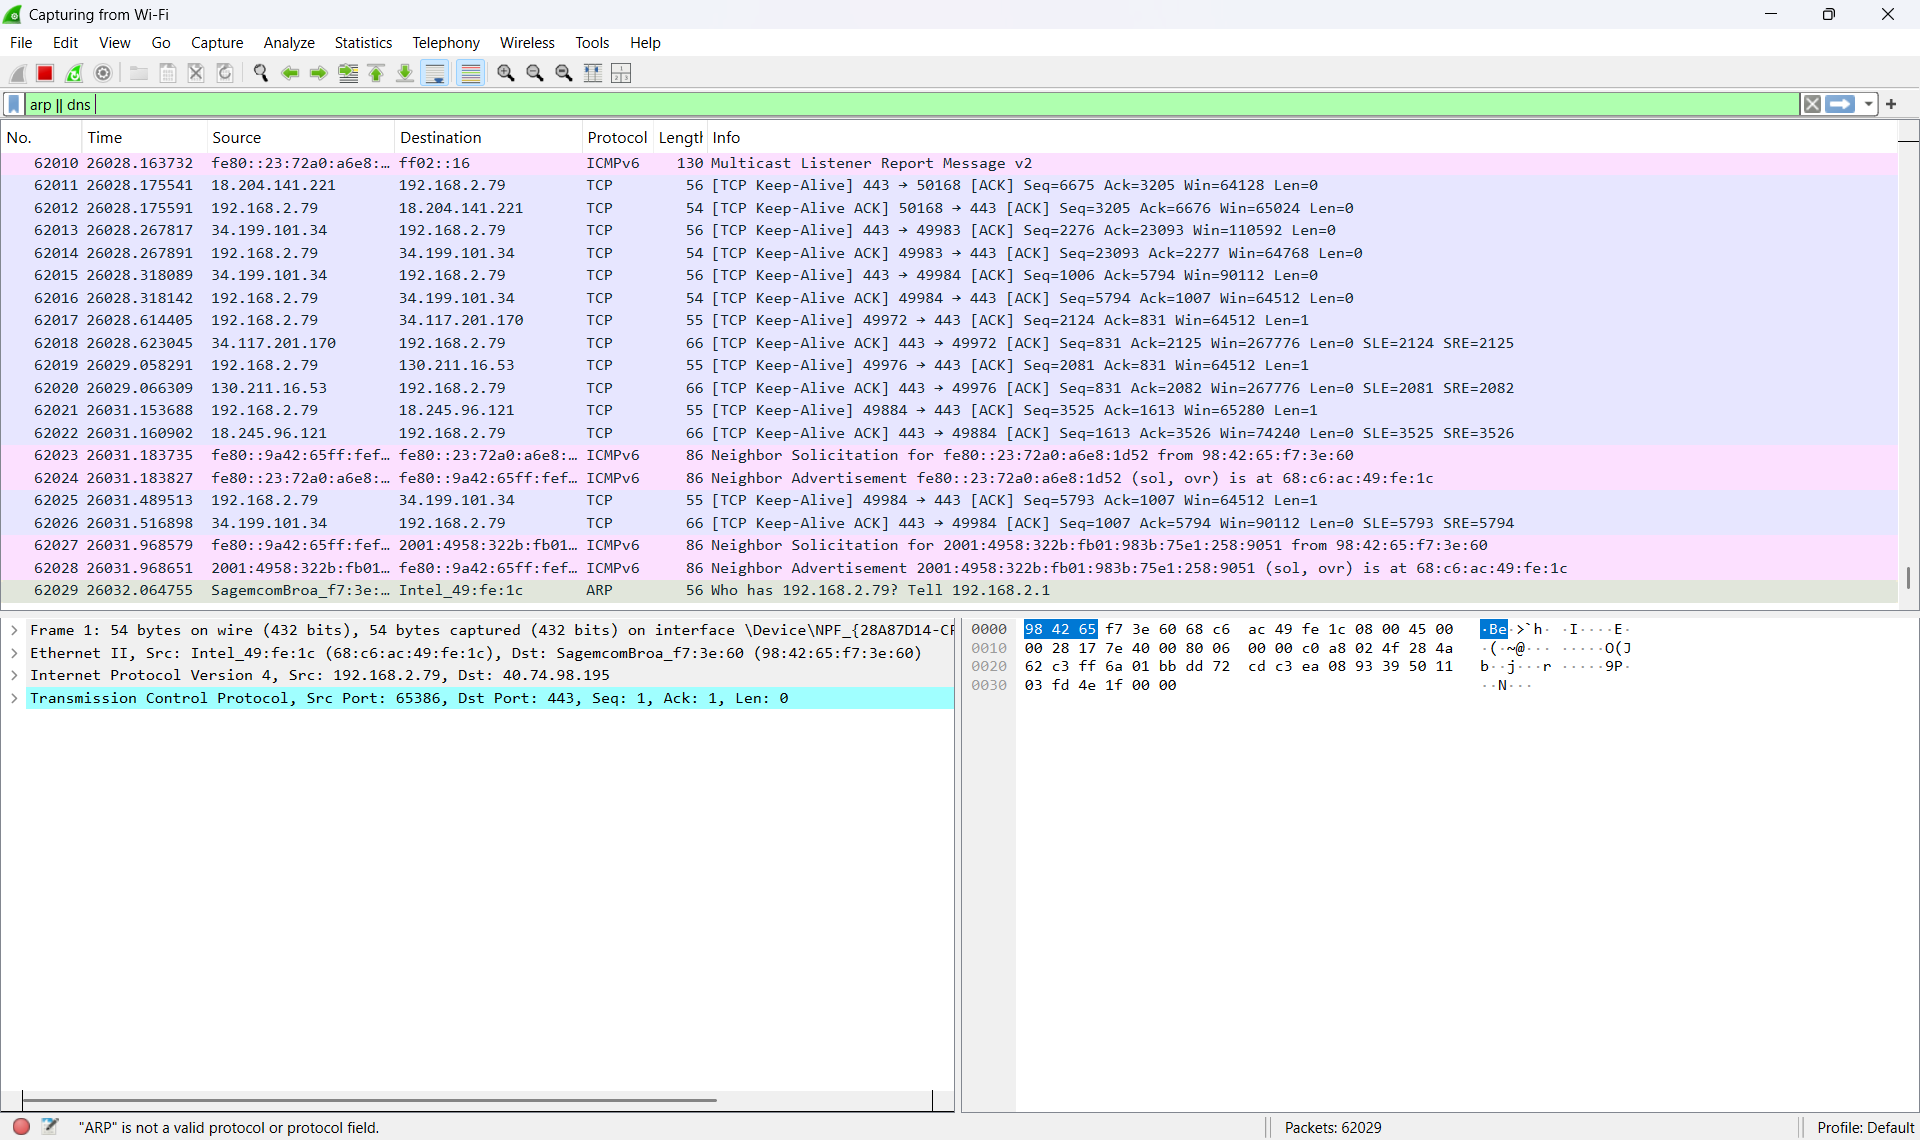 Capturing from Wi-Fi
File Edit View Go Capture Analyze Statistics Telephony Wireless Tools Help
arp || dns
No. Time Source Destination Protocol Length Info
62010 26028.163732 fe80::23:72a0:a6e8:… ff02::16 ICMPv6 130 Multicast Listener Report Message v2
62011 26028.175541 18.204.141.221 192.168.2.79 TCP 56 [TCP Keep-Alive] 443 → 50168 [ACK] Seq=6675 Ack=3205 Win=64128 Len=0
62012 26028.175591 192.168.2.79 18.204.141.221 TCP 54 [TCP Keep-Alive ACK] 50168 → 443 [ACK] Seq=3205 Ack=6676 Win=65024 Len=0
62013 26028.267817 34.199.101.34 192.168.2.79 TCP 56 [TCP Keep-Alive] 443 → 49983 [ACK] Seq=2276 Ack=23093 Win=110592 Len=0
62014 26028.267891 192.168.2.79 34.199.101.34 TCP 54 [TCP Keep-Alive ACK] 49983 → 443 [ACK] Seq=23093 Ack=2277 Win=64768 Len=0
62015 26028.318089 34.199.101.34 192.168.2.79 TCP 56 [TCP Keep-Alive] 443 → 49984 [ACK] Seq=1006 Ack=5794 Win=90112 Len=0
62016 26028.318142 192.168.2.79 34.199.101.34 TCP 54 [TCP Keep-Alive ACK] 49984 → 443 [ACK] Seq=5794 Ack=1007 Win=64512 Len=0
62017 26028.614405 192.168.2.79 34.117.201.170 TCP 55 [TCP Keep-Alive] 49972 → 443 [ACK] Seq=2124 Ack=831 Win=64512 Len=1
62018 26028.623045 34.117.201.170 192.168.2.79 TCP 66 [TCP Keep-Alive ACK] 443 → 49972 [ACK] Seq=831 Ack=2125 Win=267776 Len=0 SLE=2124 SRE=2125
62019 26029.058291 192.168.2.79 130.211.16.53 TCP 55 [TCP Keep-Alive] 49976 → 443 [ACK] Seq=2081 Ack=831 Win=64512 Len=1
62020 26029.066309 130.211.16.53 192.168.2.79 TCP 66 [TCP Keep-Alive ACK] 443 → 49976 [ACK] Seq=831 Ack=2082 Win=267776 Len=0 SLE=2081 SRE=2082
62021 26031.153688 192.168.2.79 18.245.96.121 TCP 55 [TCP Keep-Alive] 49884 → 443 [ACK] Seq=3525 Ack=1613 Win=65280 Len=1
62022 26031.160902 18.245.96.121 192.168.2.79 TCP 66 [TCP Keep-Alive ACK] 443 → 49884 [ACK] Seq=1613 Ack=3526 Win=74240 Len=0 SLE=3525 SRE=3526
62023 26031.183735 fe80::9a42:65ff:fef… fe80::23:72a0:a6e8:… ICMPv6 86 Neighbor Solicitation for fe80::23:72a0:a6e8:1d52 from 98:42:65:f7:3e:60
62024 26031.183827 fe80::23:72a0:a6e8:… fe80::9a42:65ff:fef… ICMPv6 86 Neighbor Advertisement fe80::23:72a0:a6e8:1d52 (sol, ovr) is at 68:c6:ac:49:fe:1c
62025 26031.489513 192.168.2.79 34.199.101.34 TCP 55 [TCP Keep-Alive] 49984 → 443 [ACK] Seq=5793 Ack=1007 Win=64512 Len=1
62026 26031.516898 34.199.101.34 192.168.2.79 TCP 66 [TCP Keep-Alive ACK] 443 → 49984 [ACK] Seq=1007 Ack=5794 Win=90112 Len=0 SLE=5793 SRE=5794
62027 26031.968579 fe80::9a42:65ff:fef… 2001:4958:322b:fb01… ICMPv6 86 Neighbor Solicitation for 2001:4958:322b:fb01:983b:75e1:258:9051 from 98:42:65:f7:3e:60
62028 26031.968651 2001:4958:322b:fb01… fe80::9a42:65ff:fef… ICMPv6 86 Neighbor Advertisement 2001:4958:322b:fb01:983b:75e1:258:9051 (sol, ovr) is at 68:c6:ac:49:fe:1c
62029 26032.064755 SagemcomBroa_f7:3e:… Intel_49:fe:1c ARP 56 Who has 192.168.2.79? Tell 192.168.2.1
Frame 1: 54 bytes on wire (432 bits), 54 bytes captured (432 bits) on interface \Device\NPF_{28A87D14-CF
Ethernet II, Src: Intel_49:fe:1c (68:c6:ac:49:fe:1c), Dst: SagemcomBroa_f7:3e:60 (98:42:65:f7:3e:60)
Internet Protocol Version 4, Src: 192.168.2.79, Dst: 40.74.98.195
Transmission Control Protocol, Src Port: 65386, Dst Port: 443, Seq: 1, Ack: 1, Len: 0
0000 98 42 65 f7 3e 60 68 c6 ac 49 fe 1c 08 00 45 00 ·Be·>`h· ·I····E·
0010 00 28 17 7e 40 00 80 06 00 00 c0 a8 02 4f 28 4a ·(·~@··· ·····O(J
0020 62 c3 ff 6a 01 bb dd 72 cd c3 ea 08 93 39 50 11 b··j···r ·····9P·
0030 03 fd 4e 1f 00 00 ··N···
"ARP" is not a valid protocol or protocol field.
Packets: 62029
Profile: Default